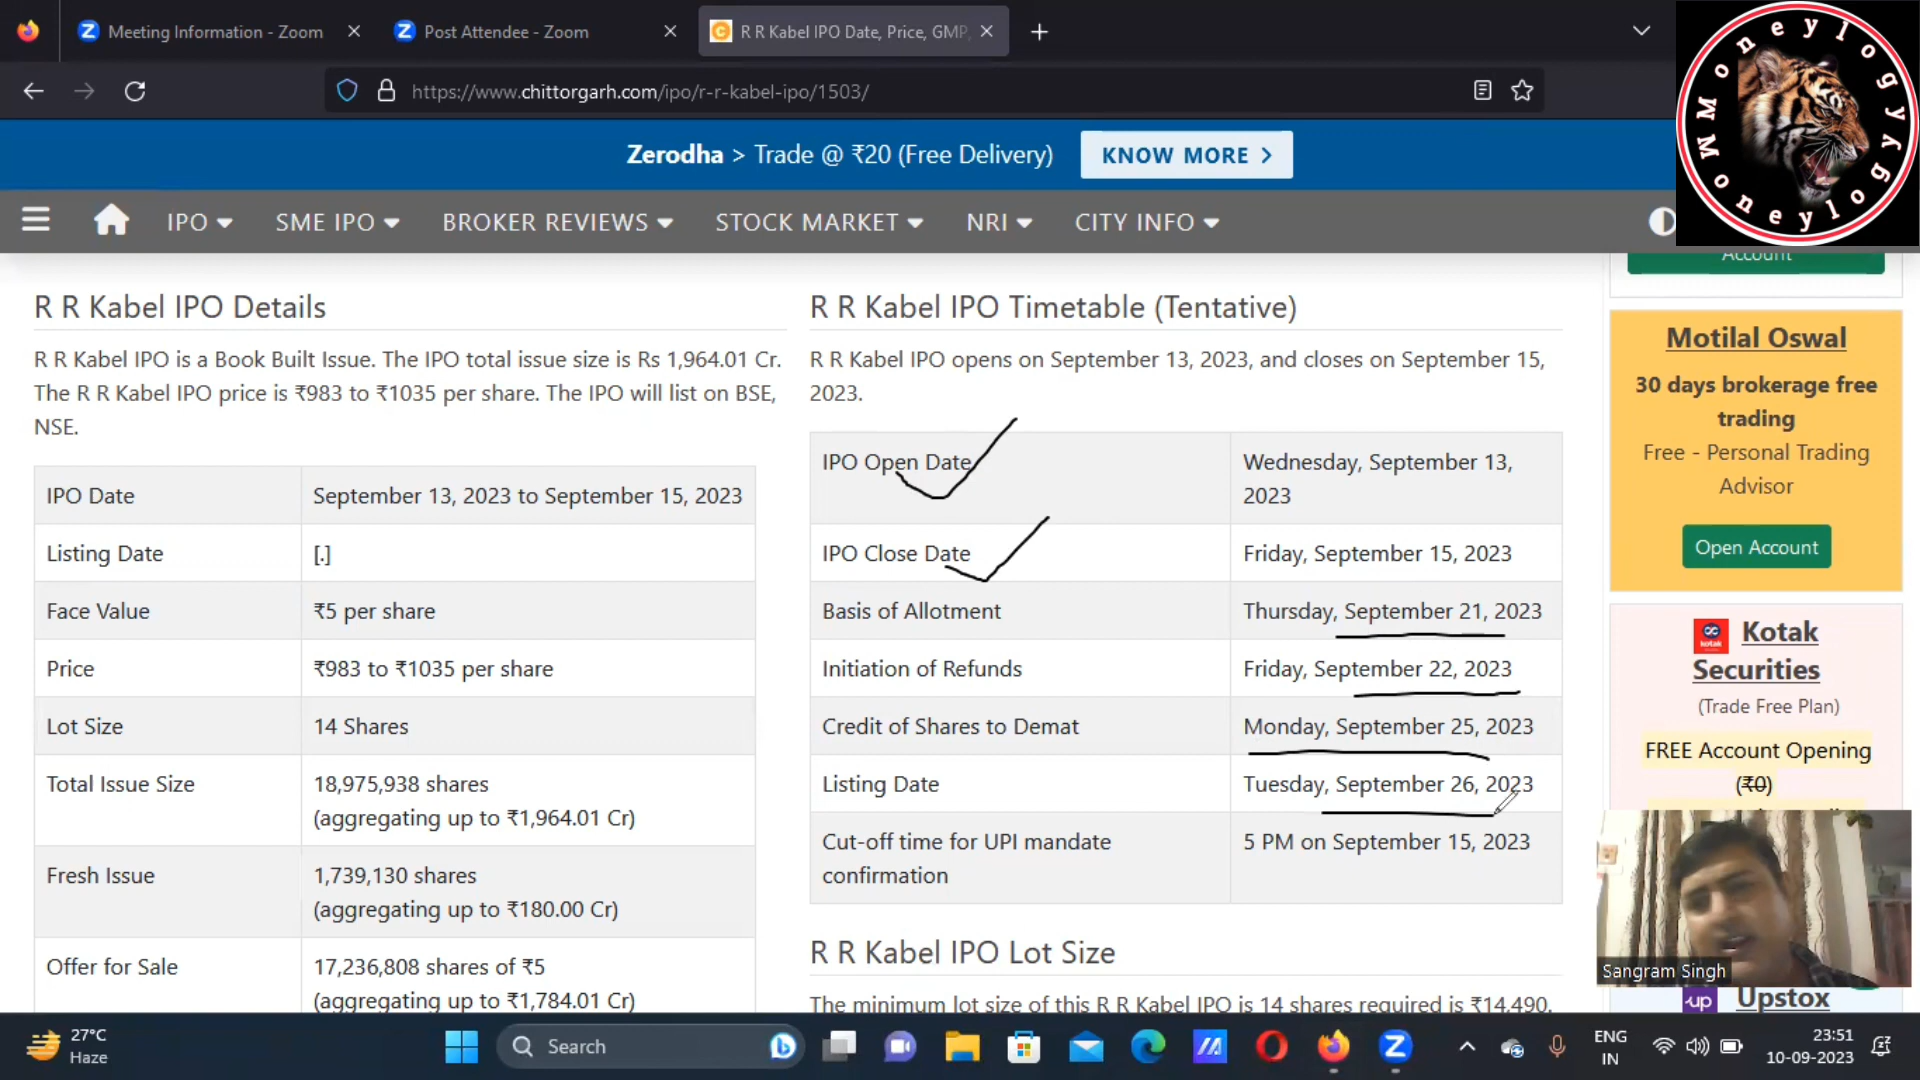 Meeting Information - Zoom
Post Attendee - Zoom
R R Kabel IPO Date, Price, GMP,
https://www.chittorgarh.com/ipo/r-r-kabel-ipo/1503/
MMoneylogyyy
Moneylogy
Zerodha > Trade @ ₹20 (Free Delivery)
KNOW MORE >
IPO
SME IPO
BROKER REVIEWS
STOCK MARKET
NRI
CITY INFO
Account
R R Kabel IPO Details
R R Kabel IPO is a Book Built Issue. The IPO total issue size is Rs 1,964.01 Cr.
The R R Kabel IPO price is ₹983 to ₹1035 per share. The IPO will list on BSE,
NSE.
IPO Date September 13, 2023 to September 15, 2023
Listing Date [.]
Face Value ₹5 per share
Price ₹983 to ₹1035 per share
Lot Size 14 Shares
Total Issue Size 18,975,938 shares
(aggregating up to ₹1,964.01 Cr)
Fresh Issue 1,739,130 shares
(aggregating up to ₹180.00 Cr)
Offer for Sale 17,236,808 shares of ₹5
(aggregating up to ₹1,784.01 Cr)
R R Kabel IPO Timetable (Tentative)
R R Kabel IPO opens on September 13, 2023, and closes on September 15,
2023.
IPO Open Date Wednesday, September 13,
2023
IPO Close Date Friday, September 15, 2023
Basis of Allotment Thursday, September 21, 2023
Initiation of Refunds Friday, September 22, 2023
Credit of Shares to Demat Monday, September 25, 2023
Listing Date Tuesday, September 26, 2023
Cut-off time for UPI mandate 5 PM on September 15, 2023
confirmation
R R Kabel IPO Lot Size
The minimum lot size of this R R Kabel IPO is 14 shares required is ₹14,490.
Motilal Oswal
30 days brokerage free
trading
Free - Personal Trading
Advisor
Open Account
kotak
Kotak
Securities
(Trade Free Plan)
FREE Account Opening
(₹0)
Sangram Singh
up
Upstox
27°C
Haze
Search
ENG
IN
23:51
10-09-2023